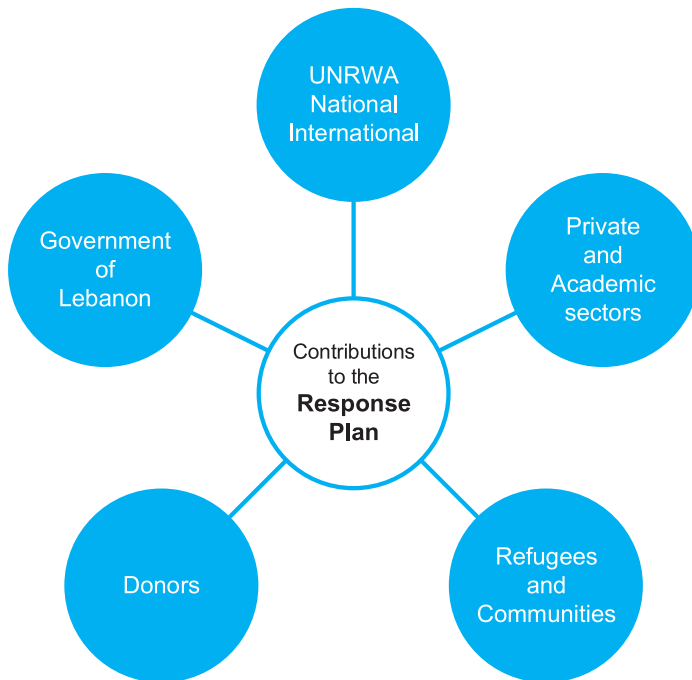 UNRWA
National
International
Government
of
Lebanon
Private
and
Academic
sectors
Contributions
to the
Response
Plan
Donors
Refugees
and
Communities